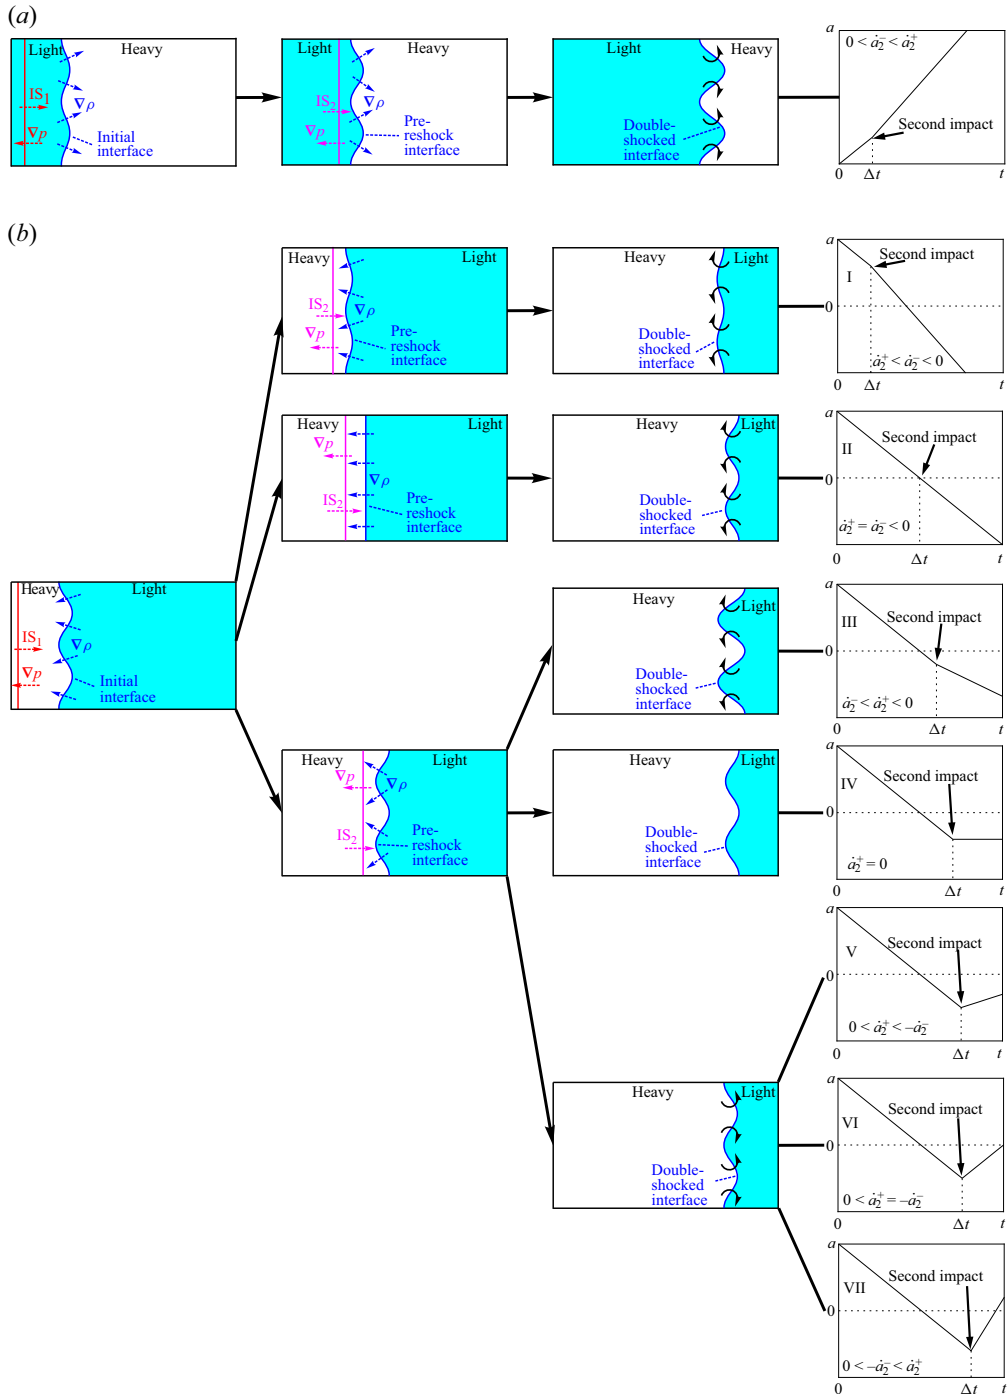 (a)
Light
Heavy
IS1
∇ρ
∇p
Initial
interface
Light
Heavy
IS2
∇ρ
∇p
Pre-
reshock
interface
Heavy
Double-
shocked
interface
a
0 < ȧ2⁻ < ȧ2⁺
Second impact
0
Δt
t
(b)
Heavy
Light
IS2
∇ρ
∇p
Pre-
reshock
interface
Heavy
Light
Double-
shocked
interface
a
I
Second impact
0
ȧ2⁺ < ȧ2⁻ < 0
0
Δt
t
Heavy
Light
∇p
∇ρ
IS2
Pre-
reshock
interface
Heavy
Double-
shocked
interface
a
II
Second impact
0
ȧ2⁺ = ȧ2⁻ < 0
0
Δt
t
Heavy
Light
IS1
∇ρ
∇p
Initial
interface
Heavy
Light
Double-
shocked
interface
a
III
Second impact
0
ȧ2⁻ < ȧ2⁺ < 0
0
Δt
t
Heavy
Light
∇p
∇ρ
IS2
Pre-
reshock
interface
Heavy
Double-
shocked
interface
a
IV
Second impact
0
ȧ2⁺ = 0
0
Δt
t
a
V
Second impact
0
0 < ȧ2⁺ < –ȧ2⁻
0
Δt
t
Heavy
Light
Double-
shocked
interface
a
VI
Second impact
0
0 < ȧ2⁺ = –ȧ2⁻
0
Δt
t
a
VII
Second impact
0
0 < –ȧ2⁻ < ȧ2⁺
0
Δt
t